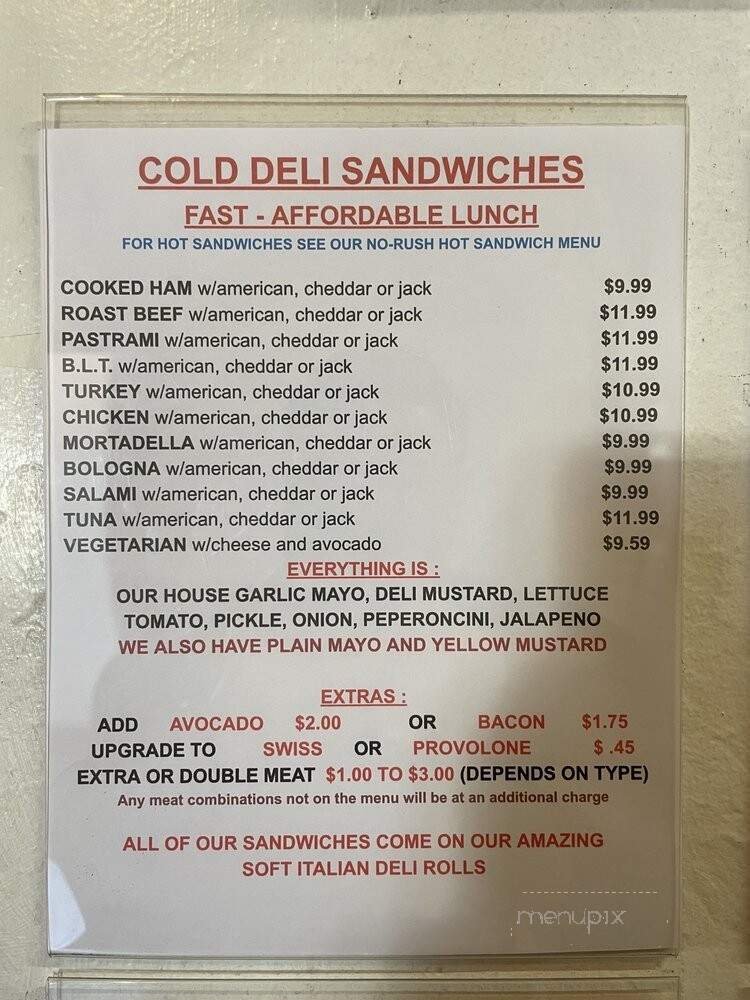 COLD DELI SANDWICHES
FAST - AFFORDABLE LUNCH
FOR HOT SANDWICHES SEE OUR NO-RUSH HOT SANDWICH MENU
COOKED HAM w/american, cheddar or jack $9.99
ROAST BEEF w/american, cheddar or jack $11.99
PASTRAMI w/american, cheddar or jack $11.99
B.L.T. w/american, cheddar or jack $11.99
TURKEY w/american, cheddar or jack $10.99
CHICKEN w/american, cheddar or jack $10.99
MORTADELLA w/american, cheddar or jack $9.99
BOLOGNA w/american, cheddar or jack $9.99
SALAMI w/american, cheddar or jack $9.99
TUNA w/american, cheddar or jack $11.99
VEGETARIAN w/cheese and avocado $9.59
EVERYTHING IS :
OUR HOUSE GARLIC MAYO, DELI MUSTARD, LETTUCE
TOMATO, PICKLE, ONION, PEPERONCINI, JALAPENO
WE ALSO HAVE PLAIN MAYO AND YELLOW MUSTARD
EXTRAS :
ADD AVOCADO $2.00 OR BACON $1.75
UPGRADE TO SWISS OR PROVOLONE $ .45
EXTRA OR DOUBLE MEAT $1.00 TO $3.00 (DEPENDS ON TYPE)
Any meat combinations not on the menu will be at an additional charge
ALL OF OUR SANDWICHES COME ON OUR AMAZING
SOFT ITALIAN DELI ROLLS
menupix